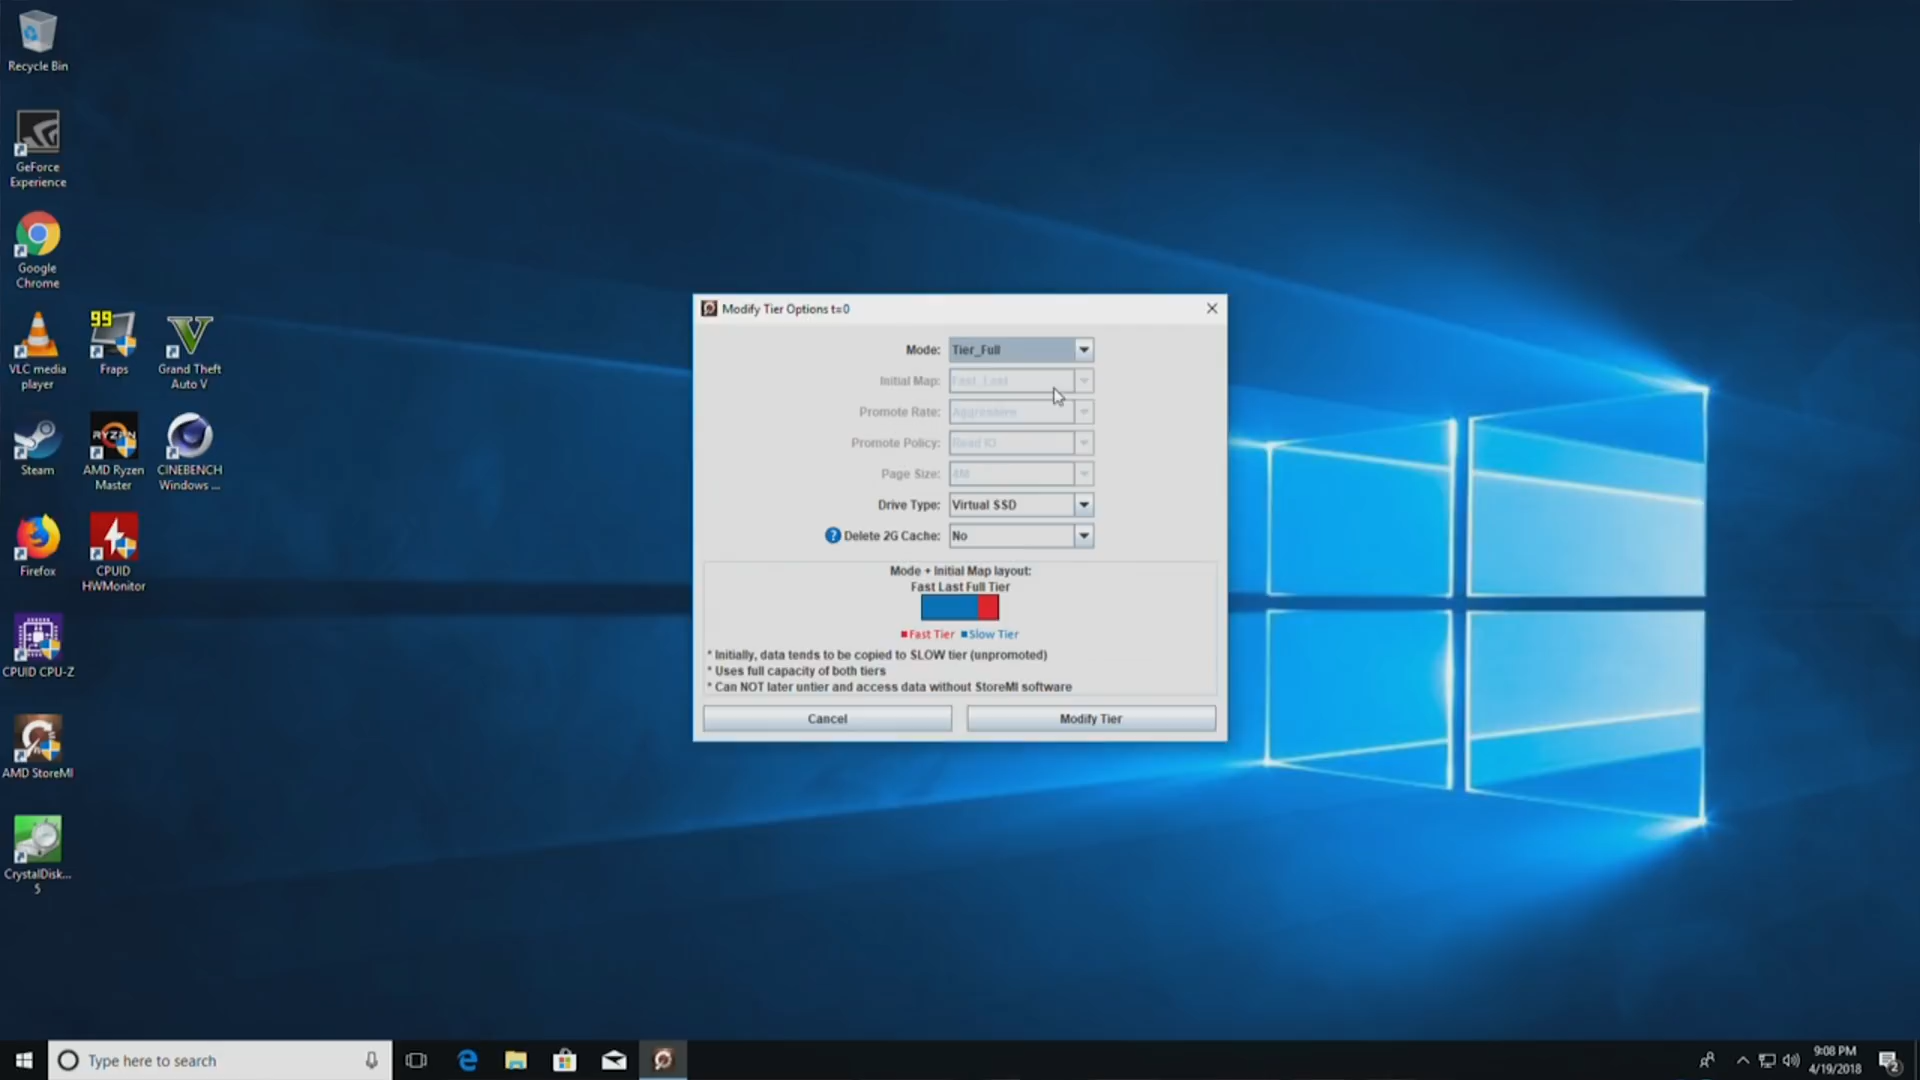 Recycle Bin
GeForce
Experience
Google
Chrome
VLC media
player
99
Fraps
Grand Theft
Auto V
Steam
RYZEN
AMD Ryzen
Master
CINEBENCH
Windows ...
Firefox
CPUID
HWMonitor
CPUID CPU-Z
AMD StoreMI
CrystalDisk...
5
Modify Tier Options t=0
Mode: Tier_Full
Initial Map: Fast_Last
Promote Rate: Aggressive
Promote Policy: Read IO
Page Size: 4M
Drive Type: Virtual SSD
? Delete 2G Cache: No
Mode + Initial Map layout:
Fast Last Full Tier
Fast Tier Slow Tier
* Initially, data tends to be copied to SLOW tier (unpromoted)
* Uses full capacity of both tiers
* Can NOT later untier and access data without StoreMI software
Cancel Modify Tier
Type here to search
9:08 PM
4/19/2018
2